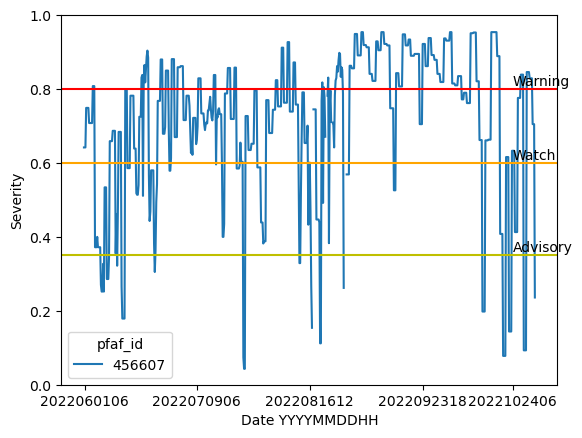 1.0
0.8
0.6
0.4
0.2
0.0
Severity
Warning
Watch
Advisory
pfaf_id
456607
2022060106
2022070906
2022081612
2022092318
2022102406
Date YYYYMMDDHH